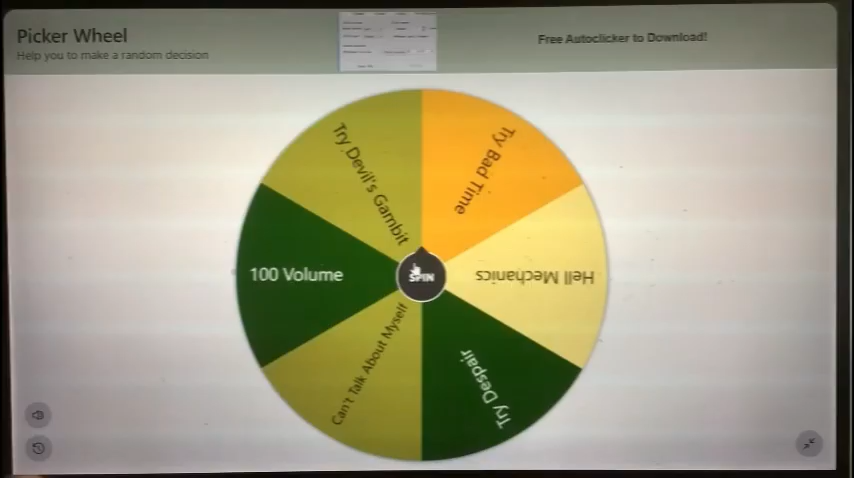 Picker Wheel
Help you to make a random decision
Free Autoclicker to Download!
Try Devil's Gambit
Try Bad Time
100 Volume
SPIN
Hell Mechanics
Can't Talk About Myself
Try Despair